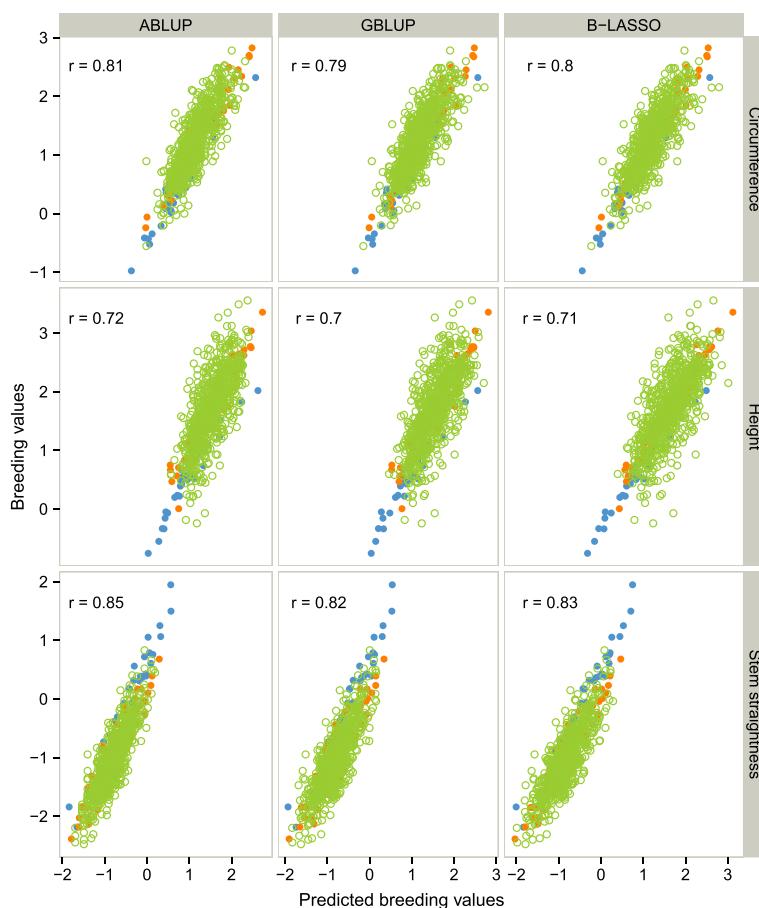 ABLUP GBLUP B−LASSO
3
2
1
0
−1
r = 0.81 r = 0.79 r = 0.8
Circumference
3
2
1
0
r = 0.72 r = 0.7 r = 0.71
Height
2
1
0
−1
−2
r = 0.85 r = 0.82 r = 0.83
Stem straightness
Breeding values
−2 −1 0 1 2 −2 −1 0 1 2 3 −2 −1 0 1 2 3
Predicted breeding values